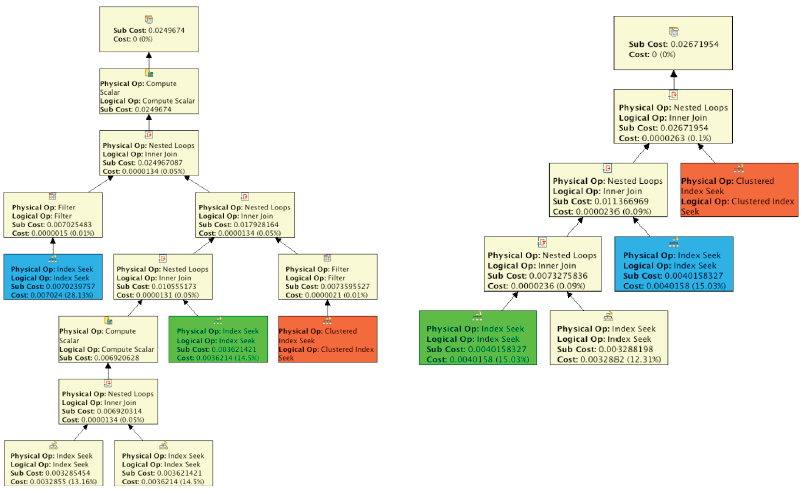 Sub Cost: 0.0249674
Cost: 0 (0%)
Physical Op: Compute
Scalar
Logical Op: Compute Scalar
Sub Cost: 0.0249674
Physical Op: Nested Loops
Logical Op: Inner Join
Sub Cost: 0.024967087
Cost: 0.0000134 (0.05%)
Physical Op: Filter
Logical Op: Filter
Sub Cost: 0.007025483
Cost: 0.0000015 (0.01%)
Physical Op: Nested Loops
Logical Op: Inner Join
Sub Cost: 0.017928164
Cost: 0.0000134 (0.05%)
Physical Op: Index Seek
Logical Op: Index Seek
Sub Cost: 0.0070239757
Cost: 0.007024 (28.13%)
Physical Op: Nested Loops
Logical Op: Inner Join
Sub Cost: 0.010555173
Cost: 0.0000131 (0.05%)
Physical Op: Filter
Logical Op: Filter
Sub Cost: 0.0073595527
Cost: 0.0000021 (0.01%)
Physical Op: Compute
Scalar
Logical Op: Compute Scalar
Sub Cost: 0.006920628
Physical Op: Index Seek
Logical Op: Index Seek
Sub Cost: 0.003621421
Cost: 0.0036214 (14.5%)
Physical Op: Clustered
Index Seek
Logical Op: Clustered Index
Seek
Physical Op: Nested Loops
Logical Op: Inner Join
Sub Cost: 0.006920314
Cost: 0.0000134 (0.05%)
Physical Op: Index Seek
Logical Op: Index Seek
Sub Cost: 0.003285454
Cost: 0.0032855 (13.16%)
Physical Op: Index Seek
Logical Op: Index Seek
Sub Cost: 0.003621421
Cost: 0.0036214 (14.5%)
Sub Cost: 0.02671954
Cost: 0 (0%)
Physical Op: Nested Loops
Logical Op: Inner Join
Sub Cost: 0.02671954
Cost: 0.0000263 (0.1%)
Physical Op: Nested Loops
Logical Op: Inner Join
Sub Cost: 0.011366969
Cost: 0.0000236 (0.09%)
Physical Op: Clustered
Index Seek
Logical Op: Clustered Index
Seek
Physical Op: Nested Loops
Logical Op: Inner Join
Sub Cost: 0.0073275836
Cost: 0.0000236 (0.09%)
Physical Op: Index Seek
Logical Op: Index Seek
Sub Cost: 0.0040158327
Cost: 0.0040158 (15.03%)
Physical Op: Index Seek
Logical Op: Index Seek
Sub Cost: 0.0040158327
Cost: 0.0040158 (15.03%)
Physical Op: Index Seek
Logical Op: Index Seek
Sub Cost: 0.003288198
Cost: 0.0032882 (12.31%)